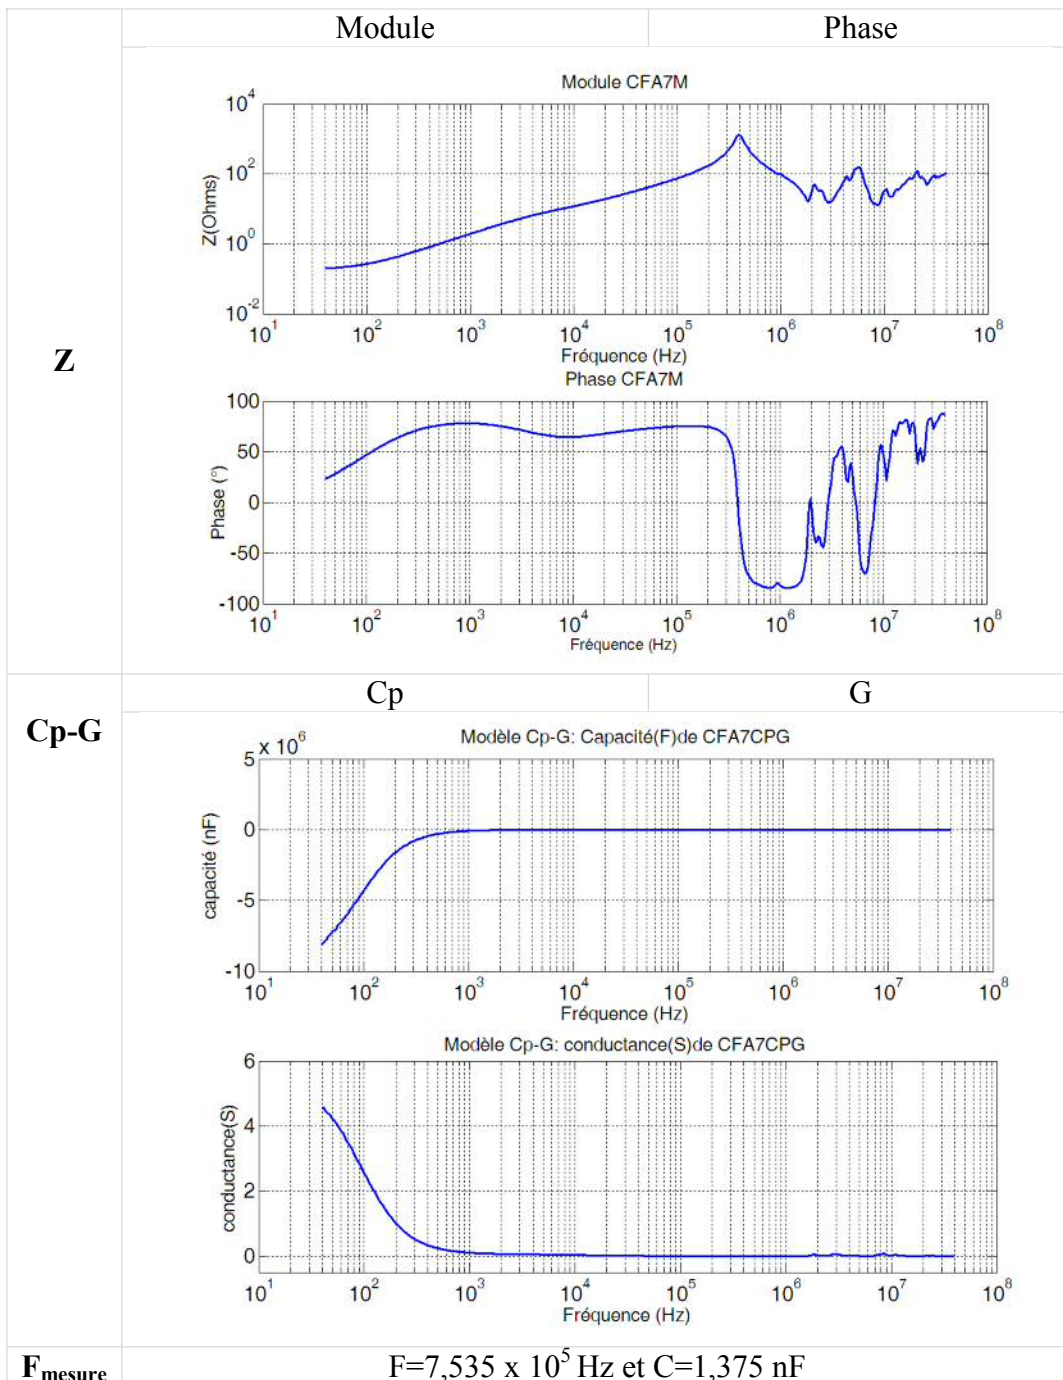 Module Phase
Module CFA7M
10^4
10^2
10^0
10^-2
Z(Ohms)
10^1 10^2 10^3 10^4 10^5 10^6 10^7 10^8
Fréquence (Hz)
Z
Phase CFA7M
100
50
0
-50
-100
Phase (°)
10^1 10^2 10^3 10^4 10^5 10^6 10^7 10^8
Fréquence (Hz)
Cp G
Cp-G
Modèle Cp-G: Capacité(F)de CFA7CPG
x 10^6
5
0
-5
-10
capacité (nF)
10^1 10^2 10^3 10^4 10^5 10^6 10^7 10^8
Fréquence (Hz)
Modèle Cp-G: conductance(S)de CFA7CPG
6
4
2
0
conductance(S)
10^1 10^2 10^3 10^4 10^5 10^6 10^7 10^8
Fréquence (Hz)
F_mesure F=7,535 x 10^5 Hz et C=1,375 nF